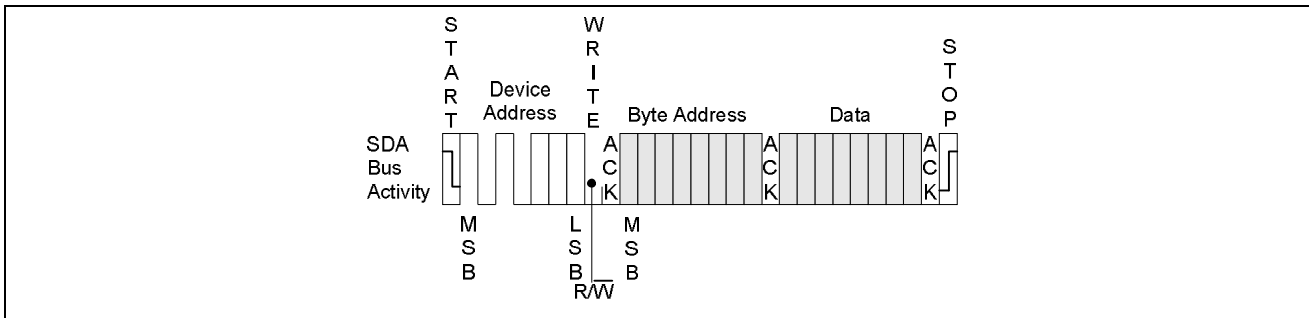 START
WRITE
STOP
Device
Address
Byte Address
Data
SDA
Bus
Activity
ACK
ACK
ACK
MSB
LSB
MSB
R/W̅